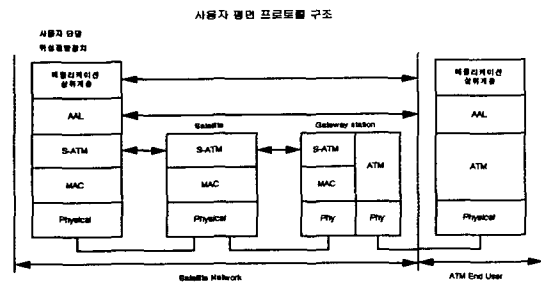 사용자 평면 프로토콜 구조
사용자 단말
위성접속장치
어플리케이션
상위계층
AAL
S-ATM
MAC
Physical
Satellite
S-ATM
MAC
Physical
Gateway station
S-ATM
MAC
Phy
ATM
Phy
어플리케이션
상위계층
AAL
ATM
Physical
Satellite Network
ATM End User